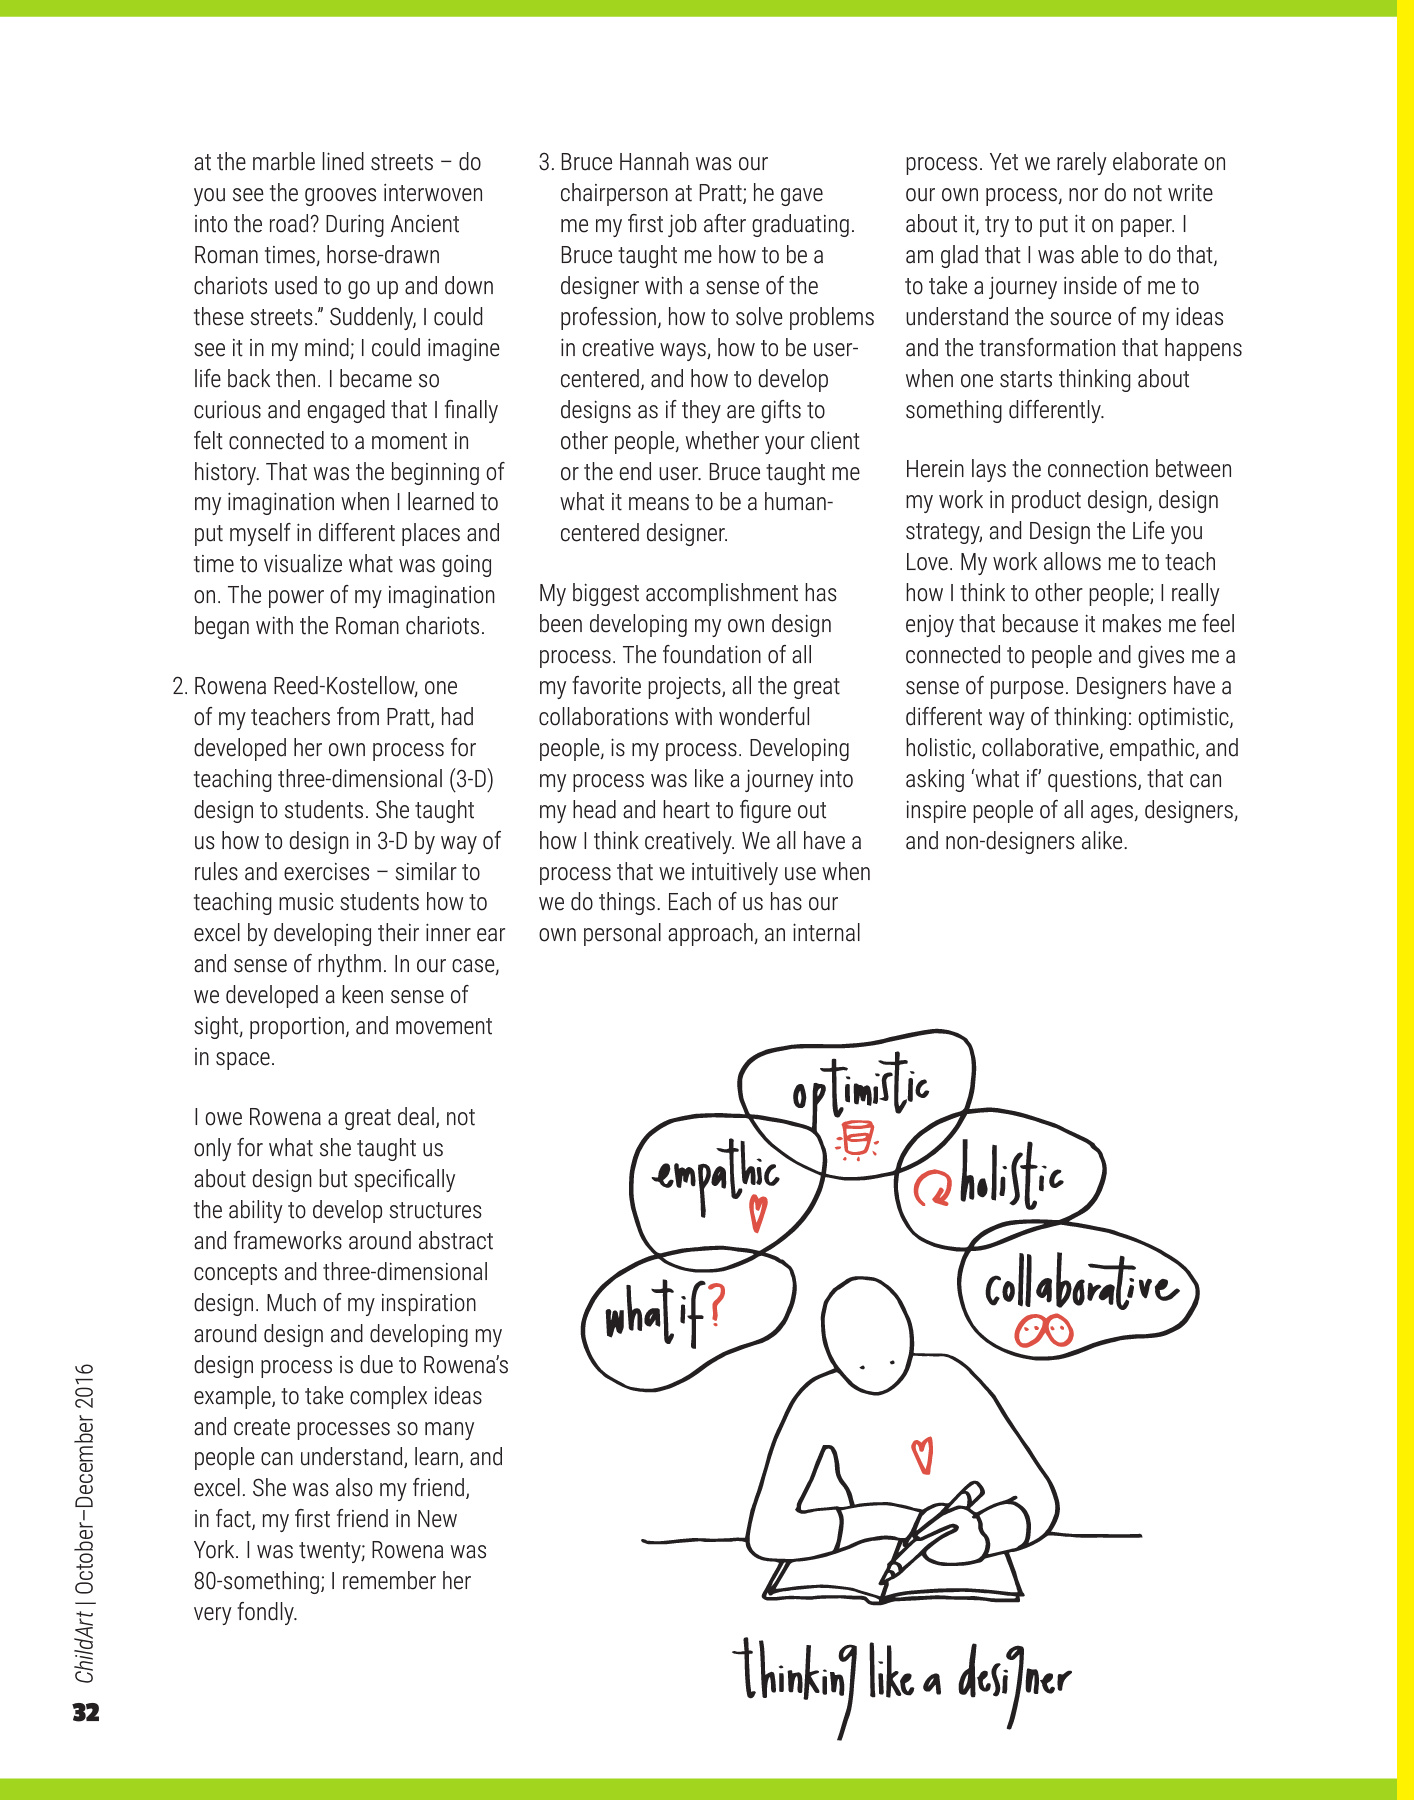 at the marble lined streets – do
you see the grooves interwoven
into the road? During Ancient
Roman times, horse-drawn
chariots used to go up and down
these streets.” Suddenly, I could
see it in my mind; I could imagine
life back then. I became so
curious and engaged that I finally
felt connected to a moment in
history. That was the beginning of
my imagination when I learned to
put myself in different places and
time to visualize what was going
on. The power of my imagination
began with the Roman chariots.
2. Rowena Reed-Kostellow, one
of my teachers from Pratt, had
developed her own process for
teaching three-dimensional (3-D)
design to students. She taught
us how to design in 3-D by way of
rules and exercises – similar to
teaching music students how to
excel by developing their inner ear
and sense of rhythm. In our case,
we developed a keen sense of
sight, proportion, and movement
in space.
I owe Rowena a great deal, not
only for what she taught us
about design but specifically
the ability to develop structures
and frameworks around abstract
concepts and three-dimensional
design. Much of my inspiration
around design and developing my
design process is due to Rowena’s
example, to take complex ideas
and create processes so many
people can understand, learn, and
excel. She was also my friend,
in fact, my first friend in New
York. I was twenty; Rowena was
80-something; I remember her
very fondly.
3. Bruce Hannah was our
chairperson at Pratt; he gave
me my first job after graduating.
Bruce taught me how to be a
designer with a sense of the
profession, how to solve problems
in creative ways, how to be user-
centered, and how to develop
designs as if they are gifts to
other people, whether your client
or the end user. Bruce taught me
what it means to be a human-
centered designer.
My biggest accomplishment has
been developing my own design
process. The foundation of all
my favorite projects, all the great
collaborations with wonderful
people, is my process. Developing
my process was like a journey into
my head and heart to figure out
how I think creatively. We all have a
process that we intuitively use when
we do things. Each of us has our
own personal approach, an internal
process. Yet we rarely elaborate on
our own process, nor do not write
about it, try to put it on paper. I
am glad that I was able to do that,
to take a journey inside of me to
understand the source of my ideas
and the transformation that happens
when one starts thinking about
something differently.
Herein lays the connection between
my work in product design, design
strategy, and Design the Life you
Love. My work allows me to teach
how I think to other people; I really
enjoy that because it makes me feel
connected to people and gives me a
sense of purpose. Designers have a
different way of thinking: optimistic,
holistic, collaborative, empathic, and
asking ‘what if’ questions, that can
inspire people of all ages, designers,
and non-designers alike.
optimistic
empathic
holistic
what if?
collaborative
thinking like a designer
ChildArt | October–December 2016
32